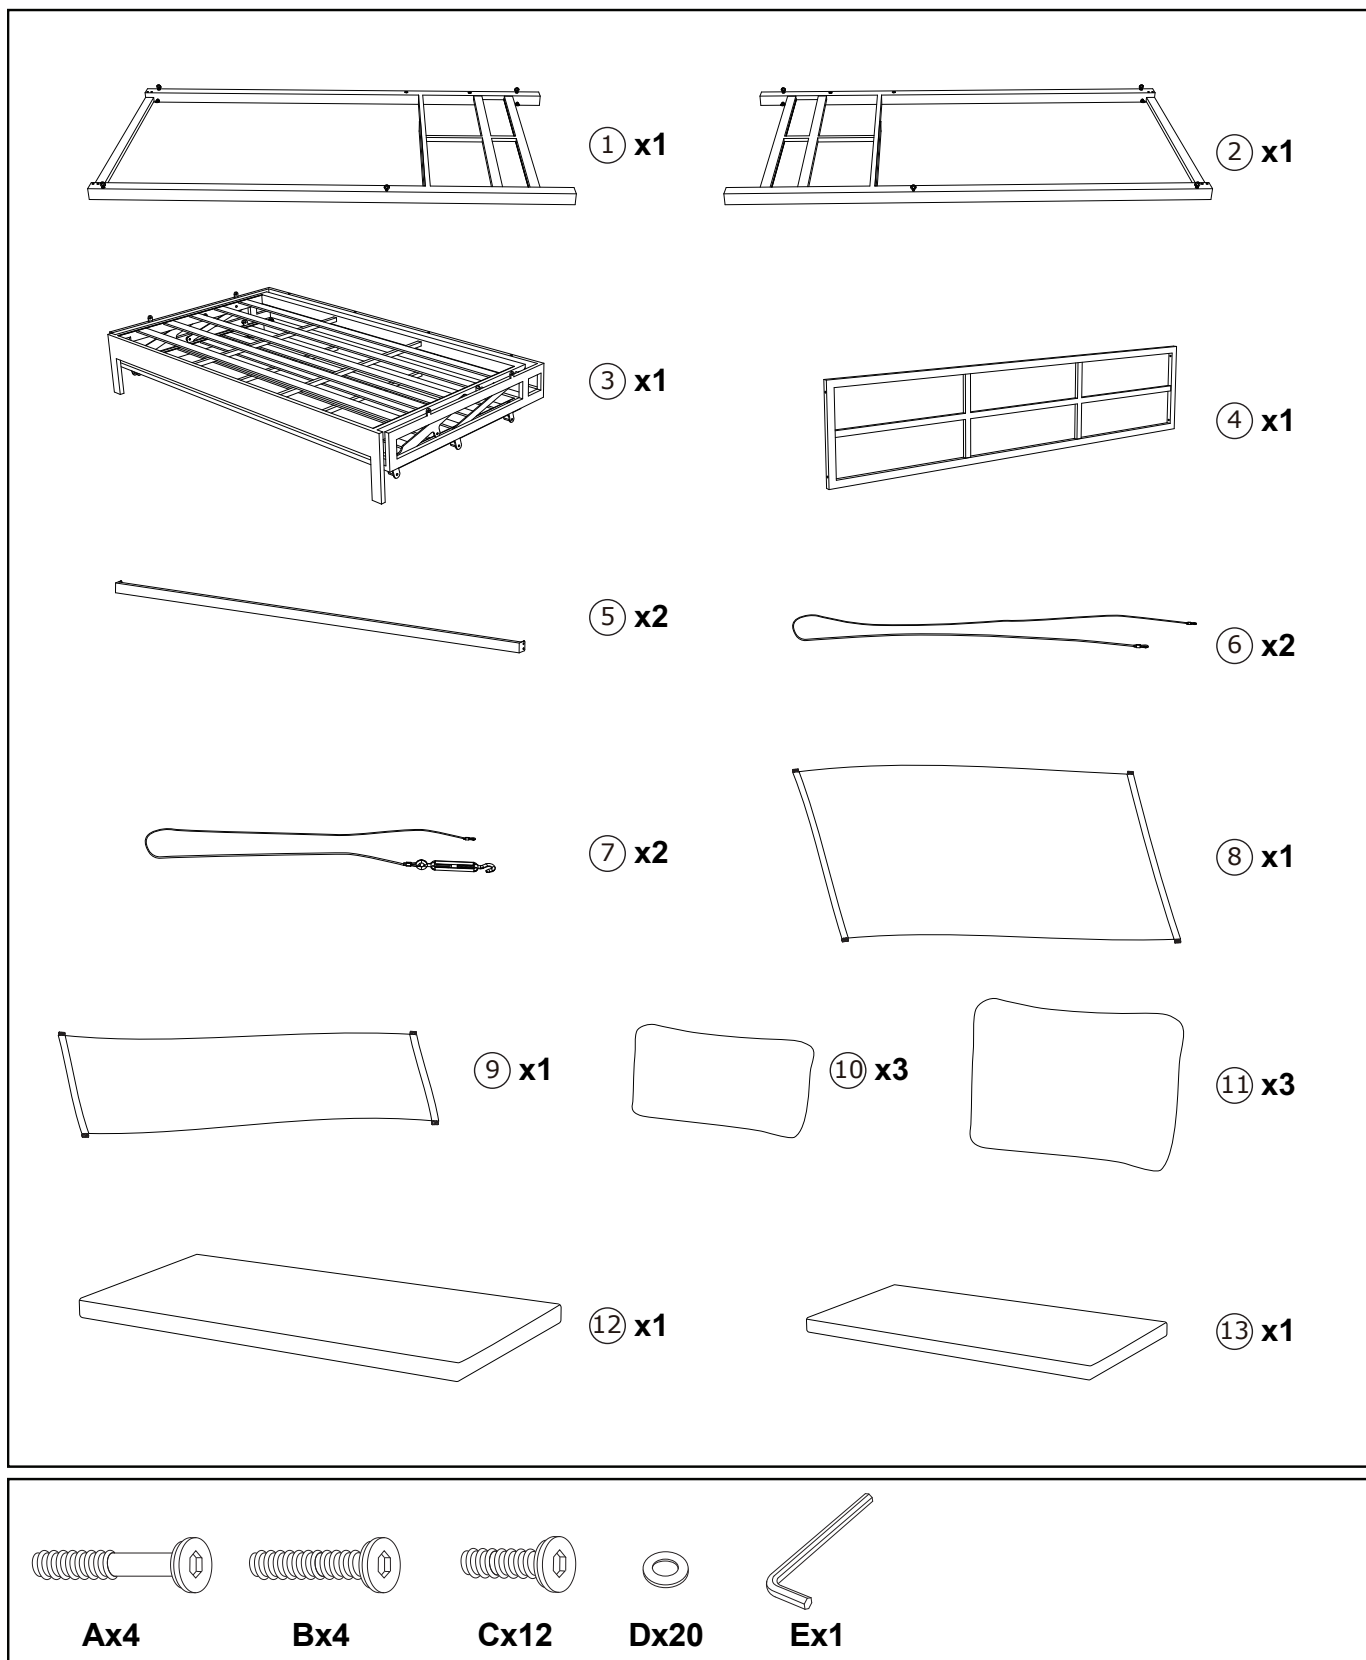 ① x1
② x1
③ x1
④ x1
⑤ x2
⑥ x2
⑦ x2
⑧ x1
⑨ x1
⑩ x3
⑪ x3
⑫ x1
⑬ x1
Ax4 Bx4 Cx12 Dx20 Ex1